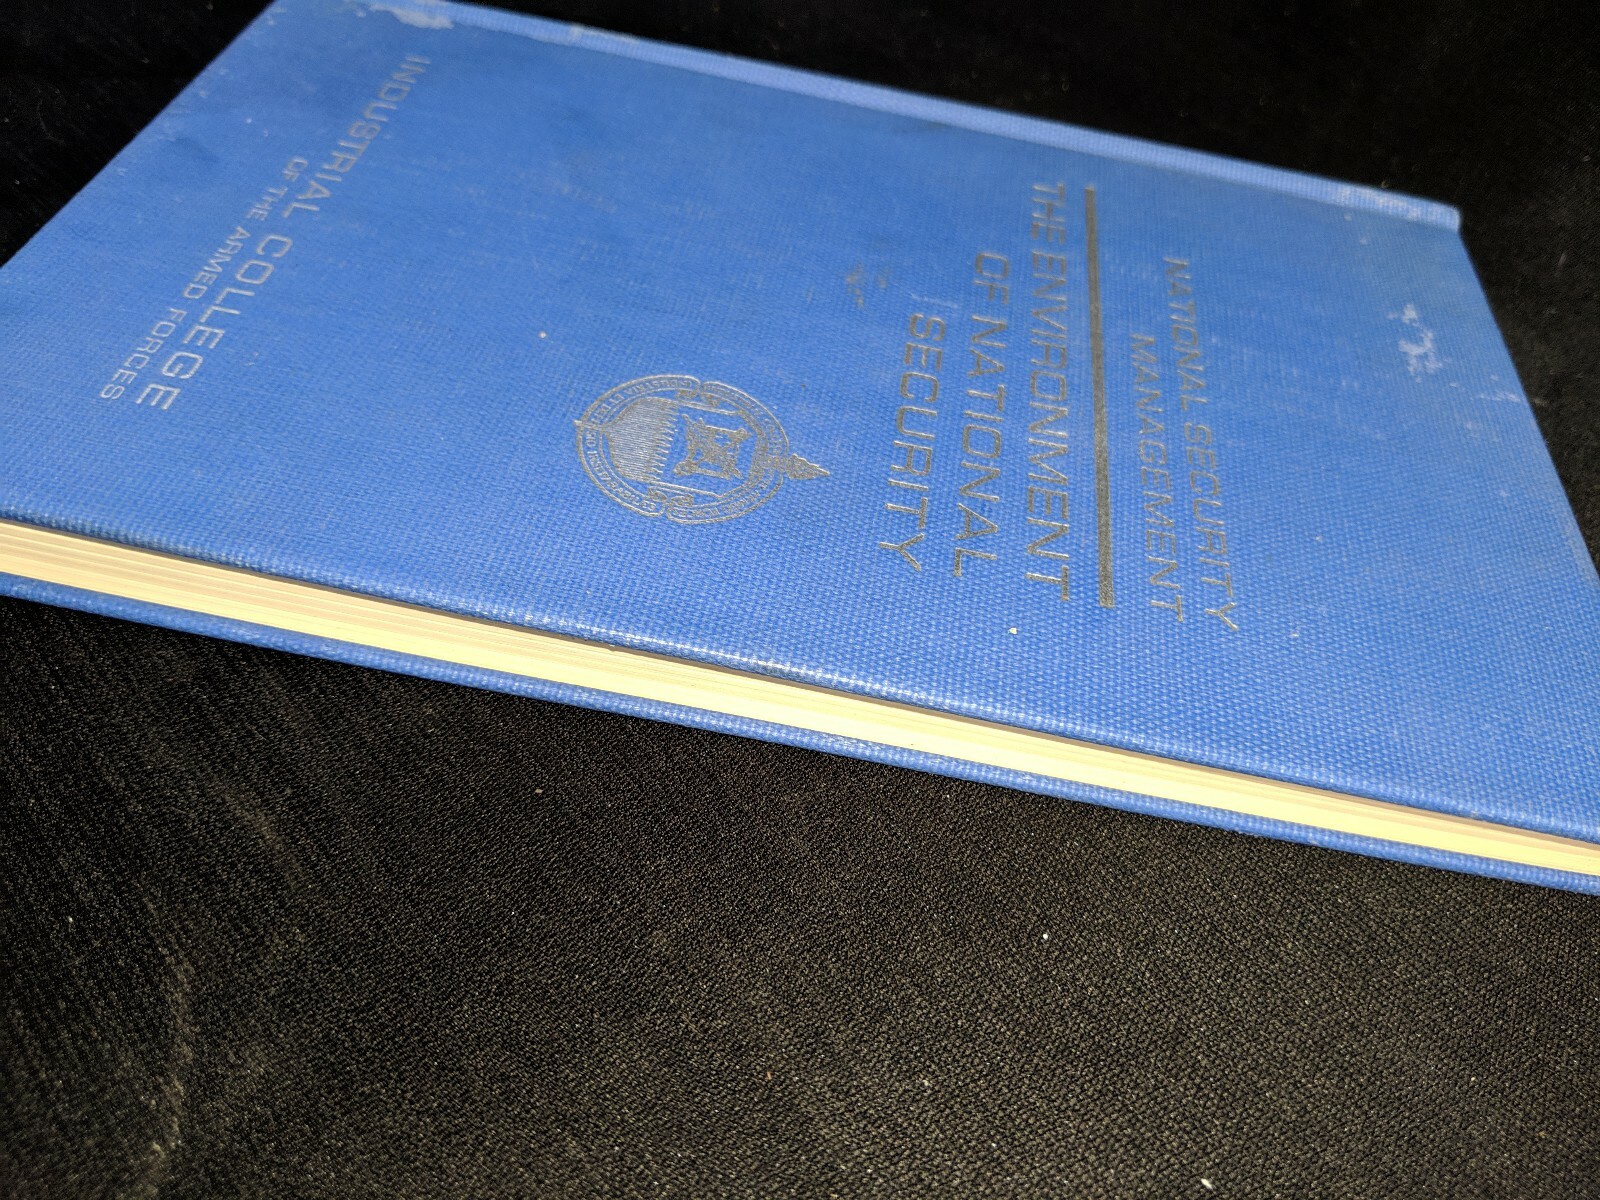 NATIONAL SECURITY
MANAGEMENT
THE ENVIRONMENT
OF NATIONAL
SECURITY
INDUSTRIAL COLLEGE
OF THE ARMED FORCES